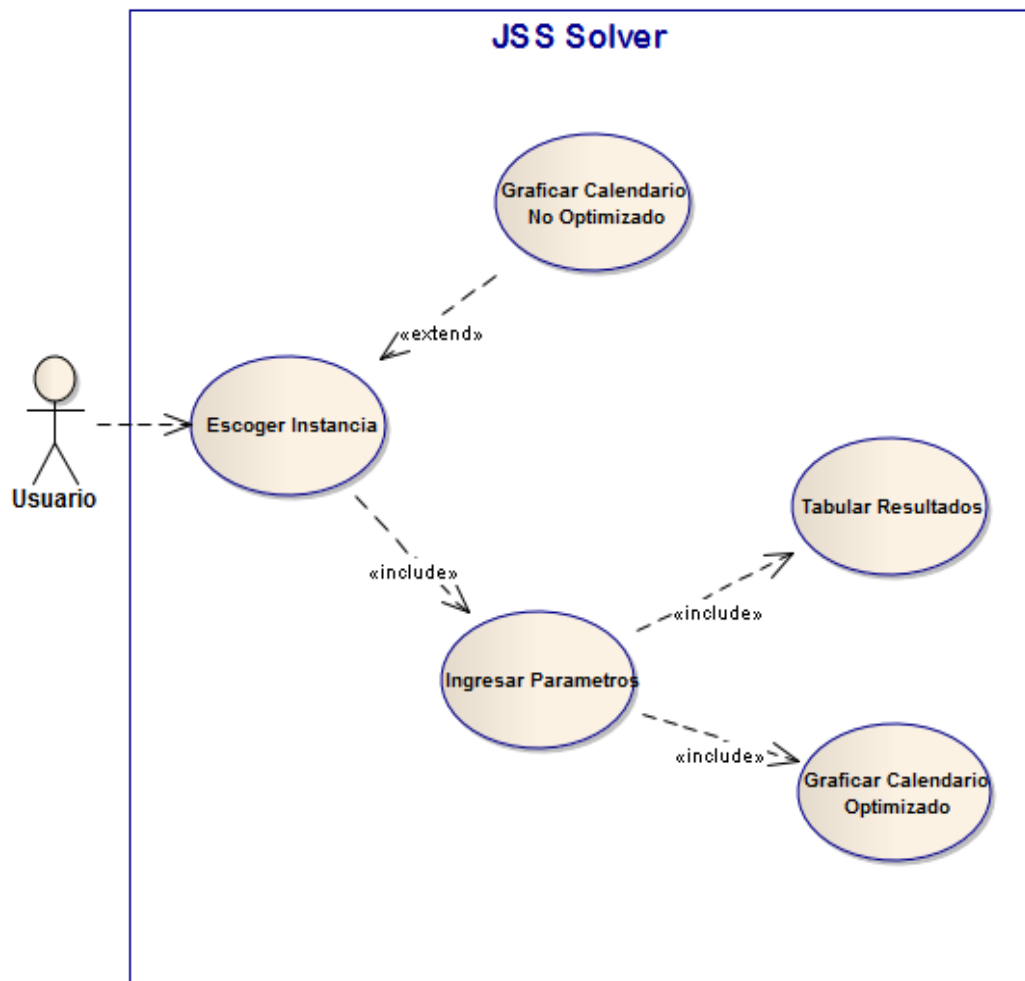 JSS Solver
Graficar Calendario
No Optimizado
«extend»
Escoger Instancia
Usuario
Tabular Resultados
«include»
«include»
Ingresar Parametros
«include»
Graficar Calendario
Optimizado